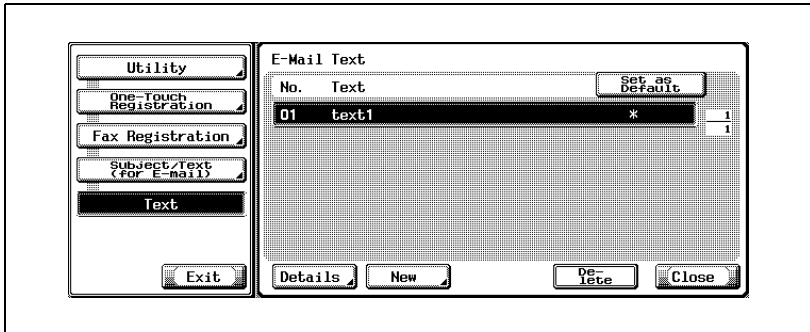 Utility
One-Touch
Registration
Fax Registration
Subject/Text
(for E-mail)
Text
Exit
E-Mail Text
No. Text Set as
Default
01 text1 *
1
1
Details New De-
lete Close